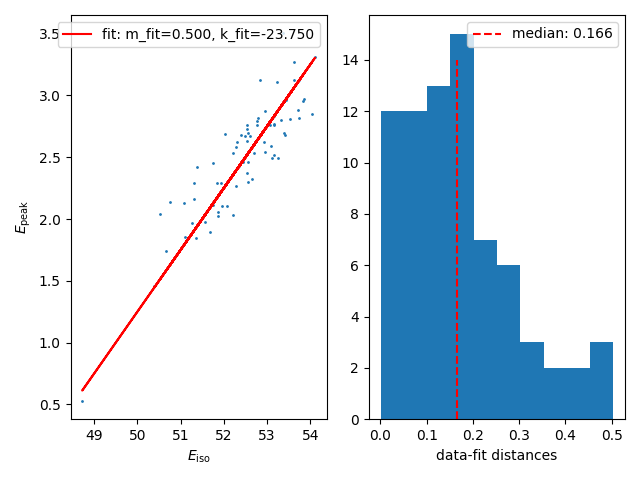 fit: m_fit=0.500, k_fit=-23.750
3.5
3.0
2.5
2.0
1.5
1.0
0.5
E_peak
49 50 51 52 53 54
E_iso
median: 0.166
14
12
10
8
6
4
2
0
0.0 0.1 0.2 0.3 0.4 0.5
data-fit distances